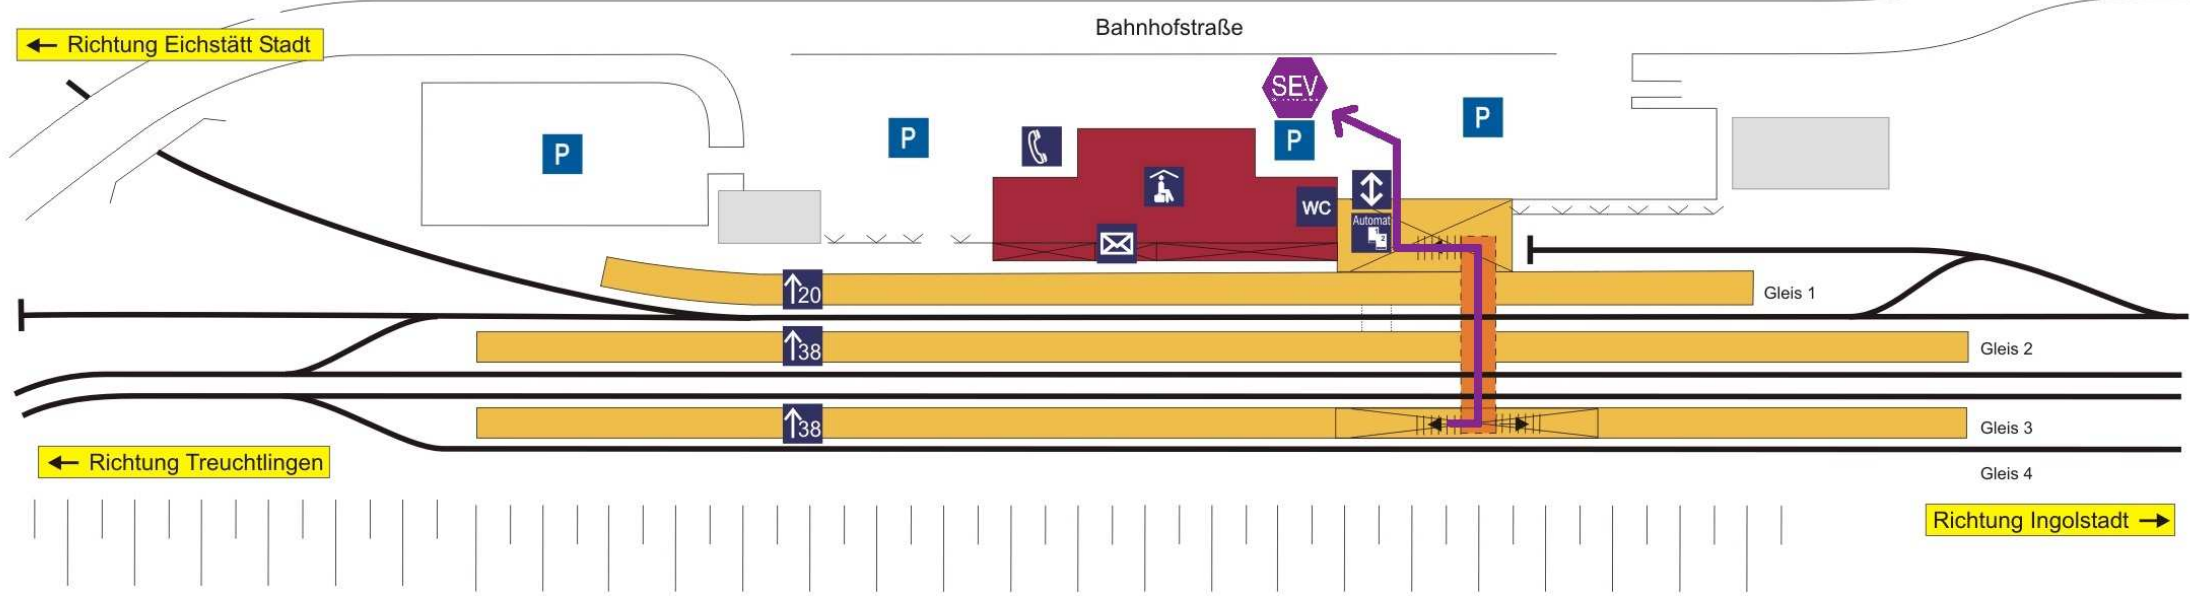 Bahnhofstraße
Richtung Eichstätt Stadt
SEV
P
P
P
P
WC
Automat
20
Gleis 1
38
Gleis 2
38
Gleis 3
Richtung Treuchtlingen
Gleis 4
Richtung Ingolstadt